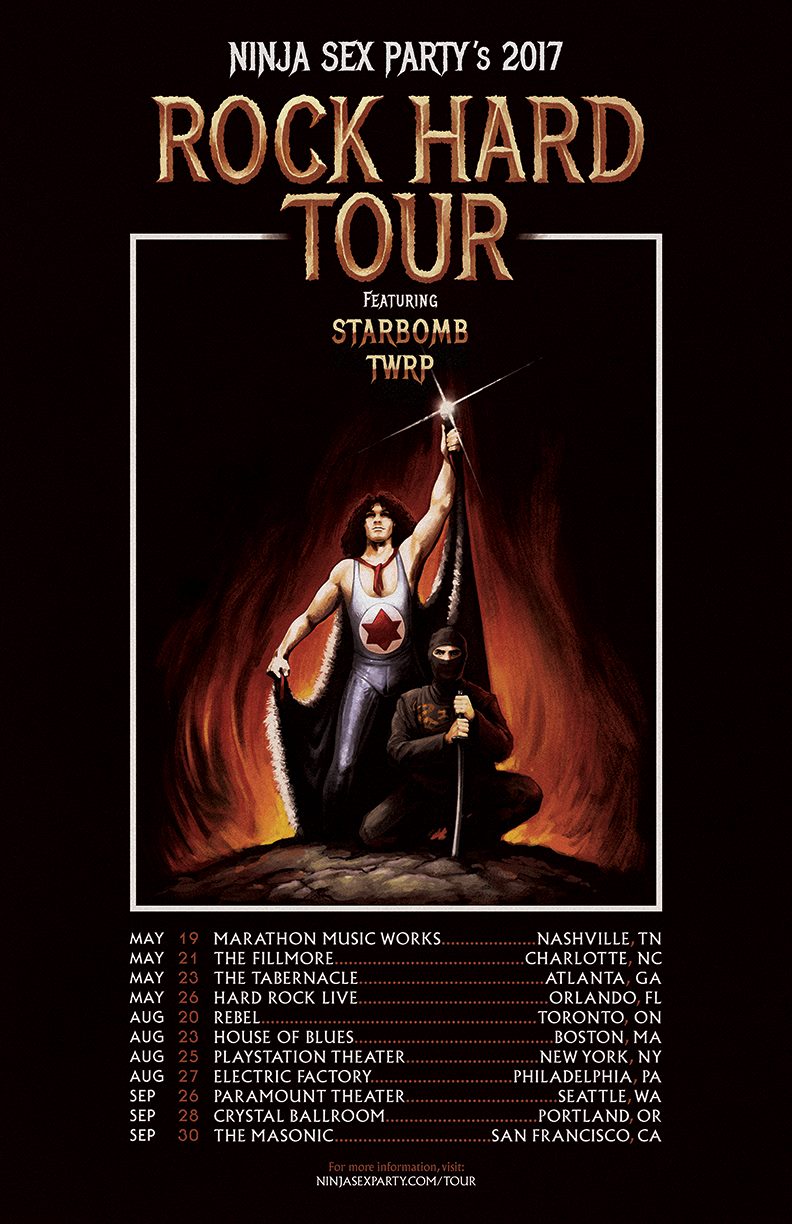 NINJA SEX PARTY's 2017
ROCK HARD
TOUR
FEATURING
STARBOMB
TWRP
MAY 19 MARATHON MUSIC WORKS....................NASHVILLE, TN
MAY 21 THE FILLMORE........................................CHARLOTTE, NC
MAY 23 THE TABERNACLE.......................................ATLANTA, GA
MAY 26 HARD ROCK LIVE........................................ORLANDO, FL
AUG 20 REBEL..........................................................TORONTO, ON
AUG 23 HOUSE OF BLUES..........................................BOSTON, MA
AUG 25 PLAYSTATION THEATER............................NEW YORK, NY
AUG 27 ELECTRIC FACTORY..............................PHILADELPHIA, PA
SEP 26 PARAMOUNT THEATER................................SEATTLE, WA
SEP 28 CRYSTAL BALLROOM................................PORTLAND, OR
SEP 30 THE MASONIC.................................SAN FRANCISCO, CA
For more information, visit:
NINJASEXPARTY.COM/TOUR